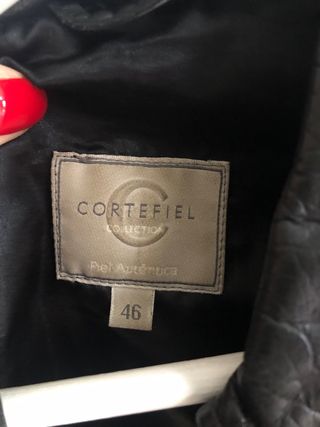 C
CORTEFIEL
COLLECTION
Piel Auténtica
46